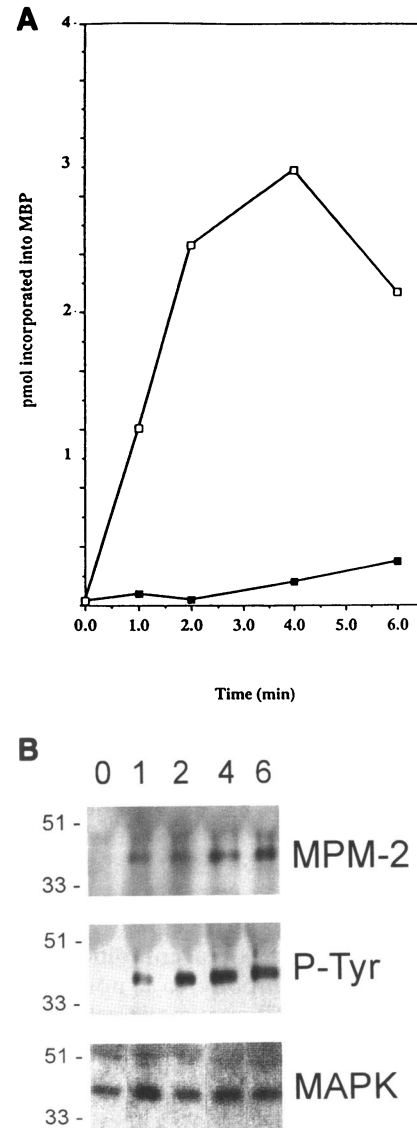 A
4
3
2
1
pmol incorporated into MBP
0.0 1.0 2.0 3.0 4.0 5.0 6.0
Time (min)
B
0 1 2 4 6
51 -
MPM-2
33 -
51 -
P-Tyr
33 -
51 -
MAPK
33 -